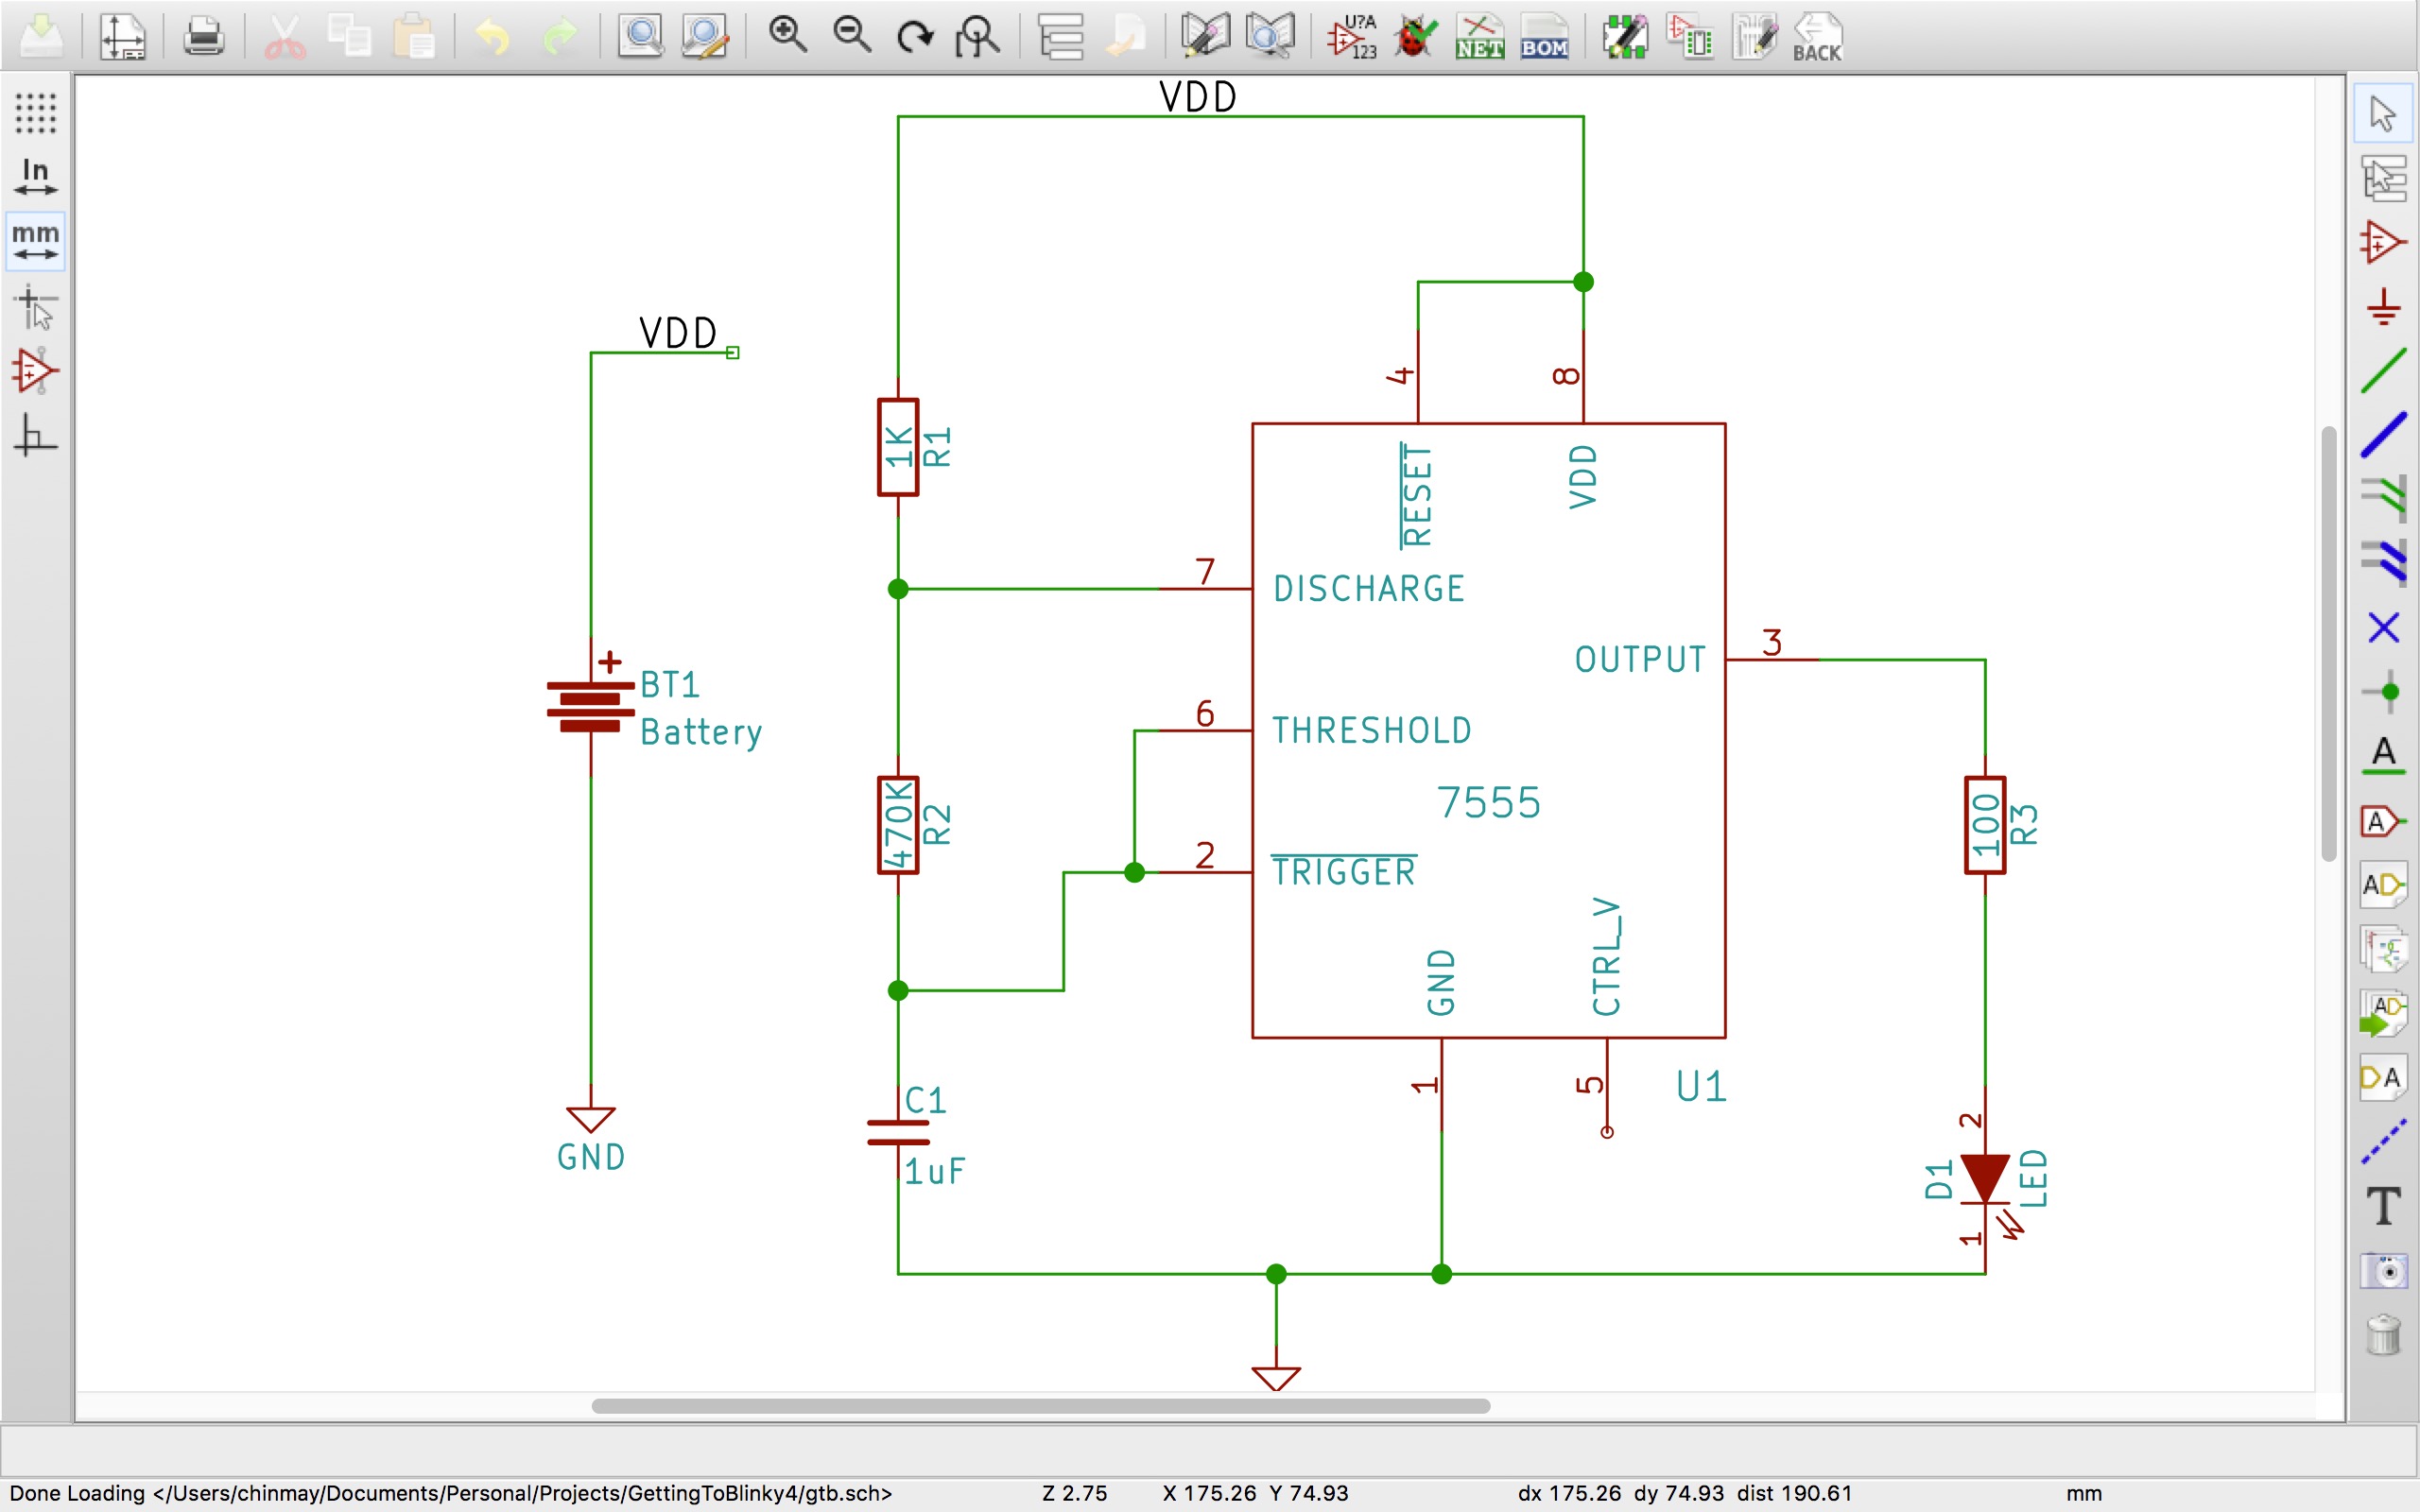 U?A
123
NET
BOM
BACK
In
mm
VDD
VDD
4
8
1K
R1
RESET
VDD
7
DISCHARGE
3
OUTPUT
BT1
Battery
6
THRESHOLD
7555
470K
R2
2
TRIGGER
100
R3
GND
CTRL_V
1
5
U1
C1
1uF
GND
2
D1
LED
1
A
A
AD
AD
DA
T
Done Loading </Users/chinmay/Documents/Personal/Projects/GettingToBlinky4/gtb.sch> Z 2.75 X 175.26 Y 74.93 dx 175.26 dy 74.93 dist 190.61 mm